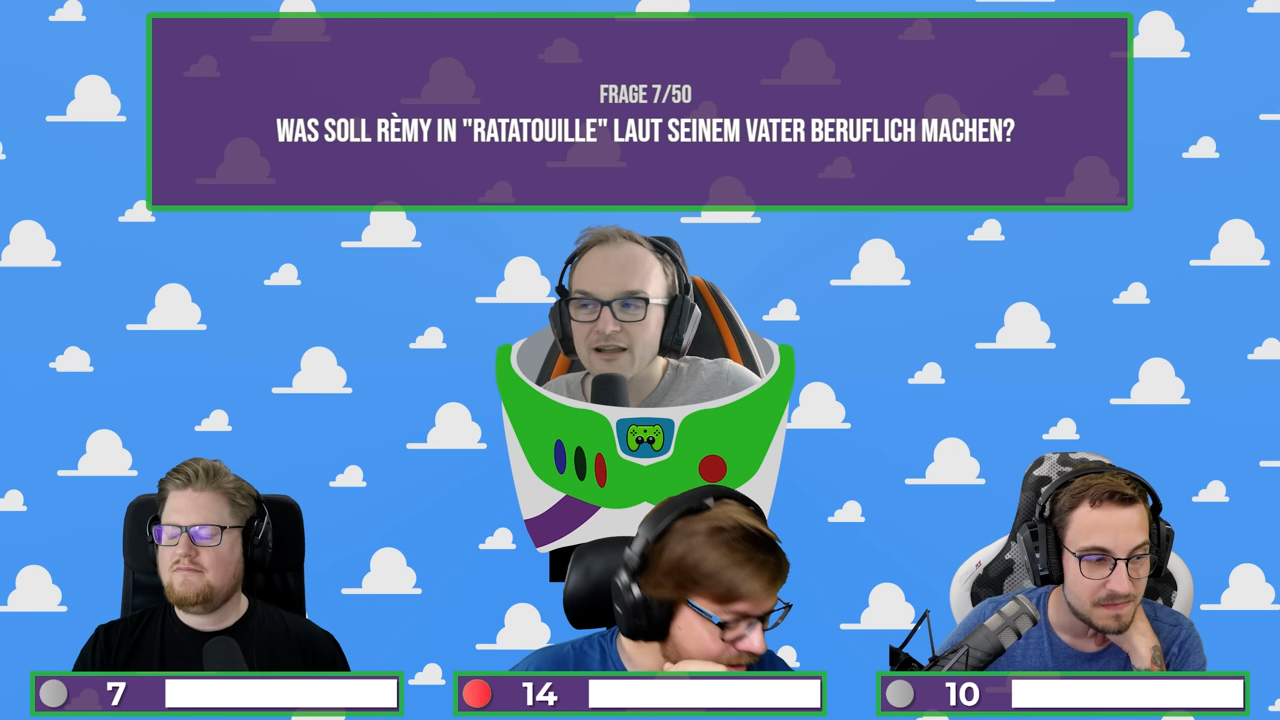 FRAGE 7/50
WAS SOLL RÈMY IN "RATATOUILLE" LAUT SEINEM VATER BERUFLICH MACHEN?
7
14
10